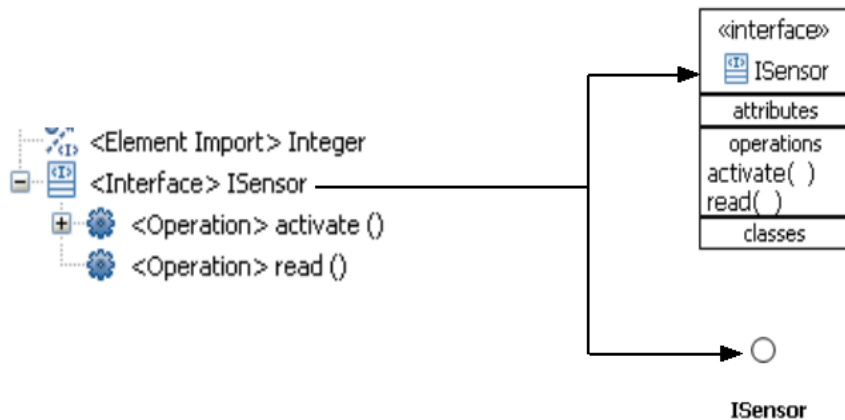 <Element Import> Integer
<Interface> ISensor
<Operation> activate ()
<Operation> read ()
«interface»
ISensor
attributes
operations
activate( )
read( )
classes
ISensor